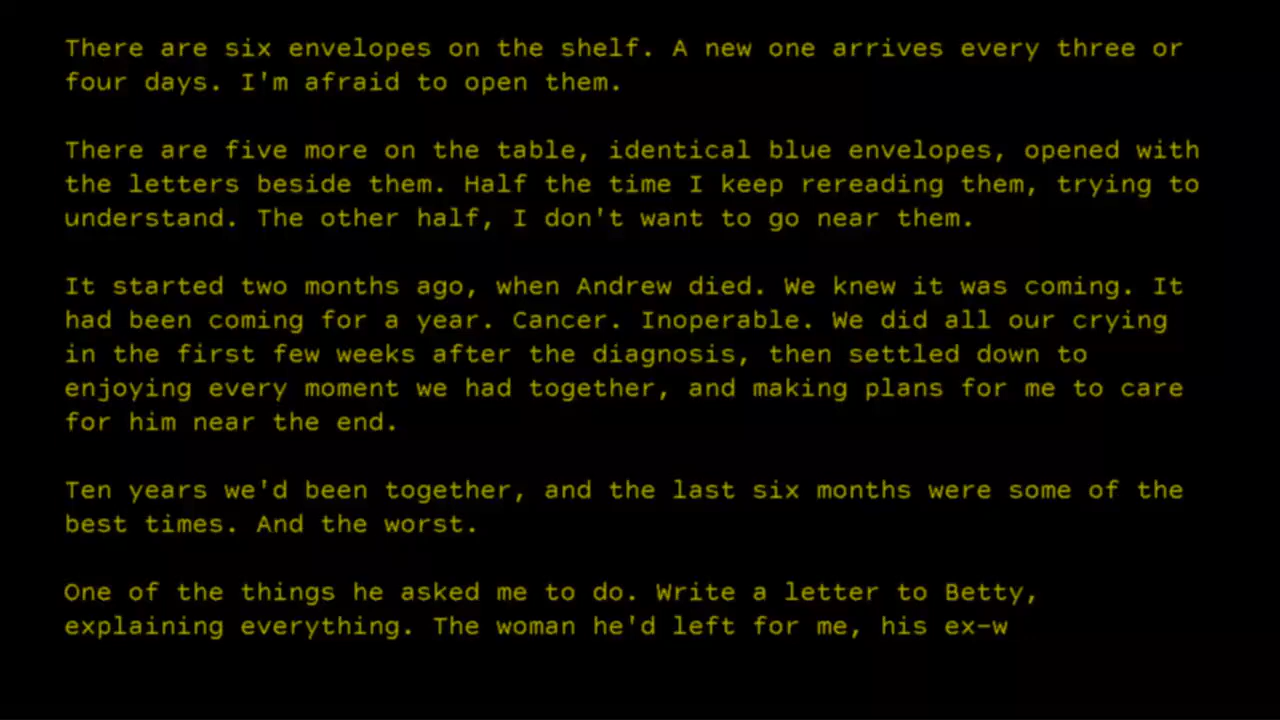 There are six envelopes on the shelf. A new one arrives every three or
four days. I'm afraid to open them.
There are five more on the table, identical blue envelopes, opened with
the letters beside them. Half the time I keep rereading them, trying to
understand. The other half, I don't want to go near them.
It started two months ago, when Andrew died. We knew it was coming. It
had been coming for a year. Cancer. Inoperable. We did all our crying
in the first few weeks after the diagnosis, then settled down to
enjoying every moment we had together, and making plans for me to care
for him near the end.
Ten years we'd been together, and the last six months were some of the
best times. And the worst.
One of the things he asked me to do. Write a letter to Betty,
explaining everything. The woman he'd left for me, his ex-w